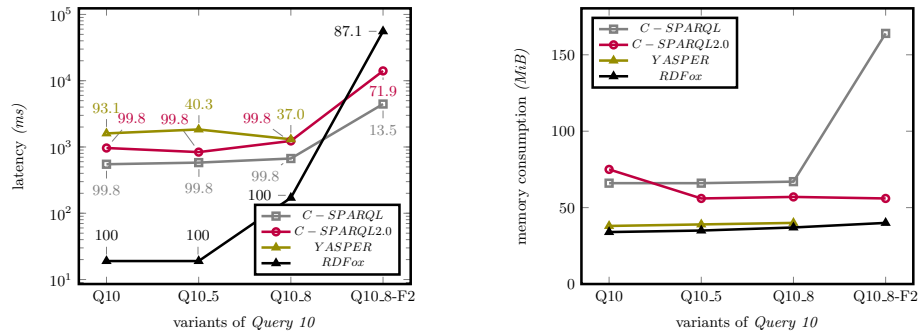 10^5
10^4
10^3
10^2
10^1
latency (ms)
87.1
93.1
99.8
99.8
40.3
99.8
37.0
71.9
13.5
99.8
99.8
99.8
100
100
100
C − SPARQL
C − SPARQL2.0
YASPER
RDFox
Q10
Q10_5
Q10_8
Q10_8-F2
variants of Query 10
C − SPARQL
C − SPARQL2.0
YASPER
RDFox
150
100
50
0
memory consumption (MiB)
Q10
Q10_5
Q10_8
Q10_8-F2
variants of Query 10